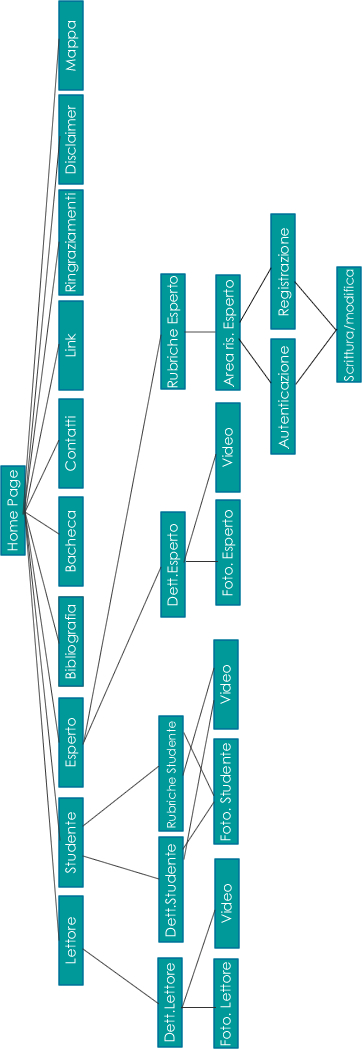 Home Page
Lettore
Studente
Esperto
Bibliografia
Bacheca
Contatti
Link
Ringraziamenti
Disclaimer
Mappa
Dett.Lettore
Dett.Studente
Rubriche Studente
Dett.Esperto
Rubriche Esperto
Foto. Lettore
Video
Foto. Studente
Video
Foto. Esperto
Video
Area ris. Esperto
Autenticazione
Registrazione
Scrittura/modifica